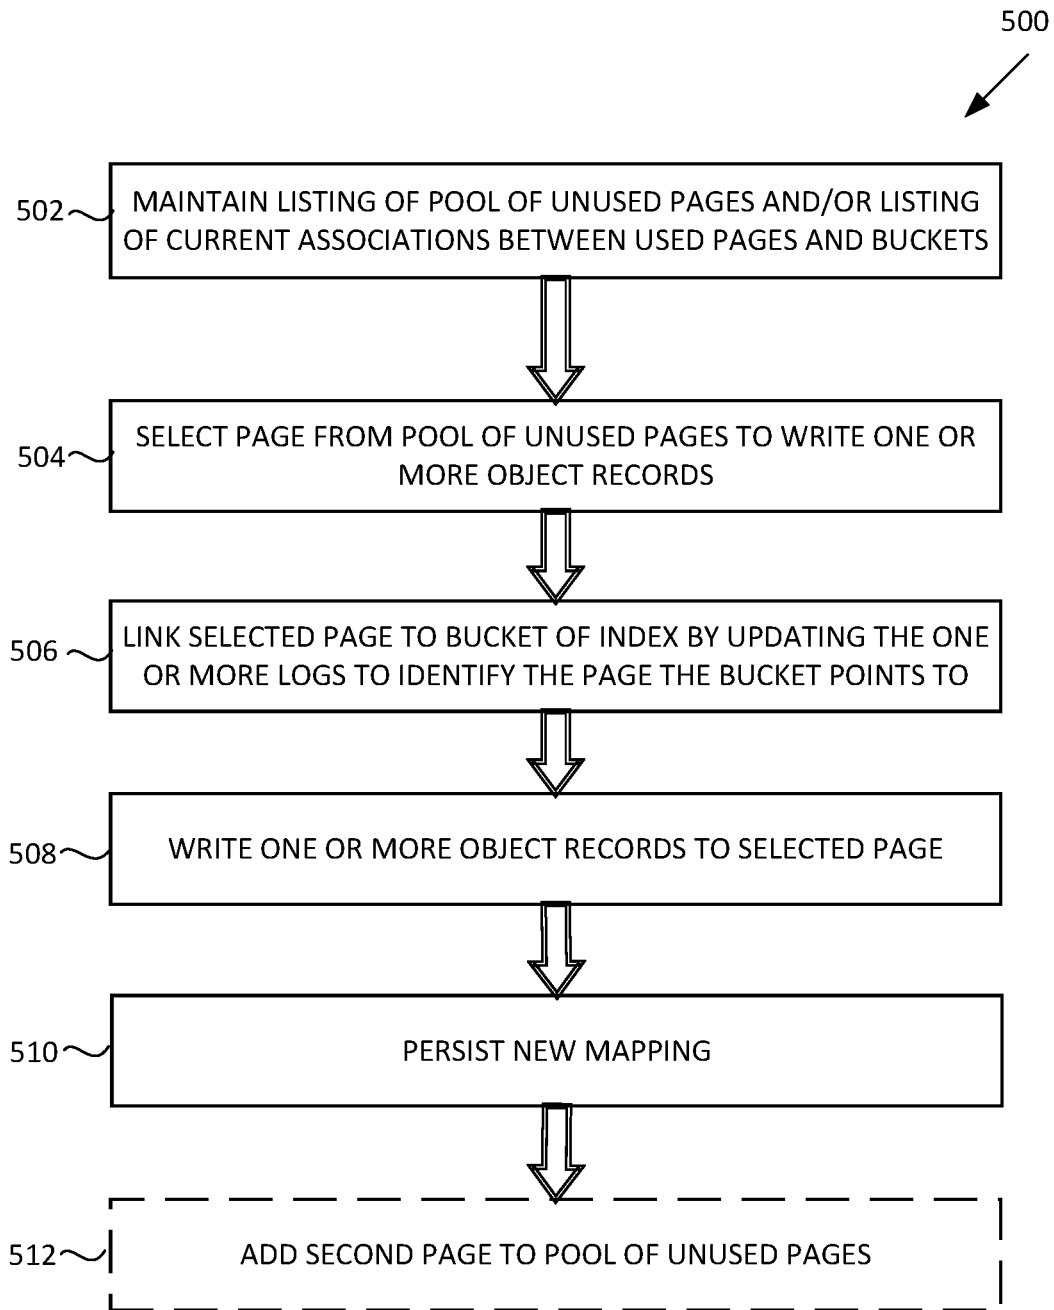 500
502
MAINTAIN LISTING OF POOL OF UNUSED PAGES AND/OR LISTING
OF CURRENT ASSOCIATIONS BETWEEN USED PAGES AND BUCKETS
504
SELECT PAGE FROM POOL OF UNUSED PAGES TO WRITE ONE OR
MORE OBJECT RECORDS
506
LINK SELECTED PAGE TO BUCKET OF INDEX BY UPDATING THE ONE
OR MORE LOGS TO IDENTIFY THE PAGE THE BUCKET POINTS TO
508
WRITE ONE OR MORE OBJECT RECORDS TO SELECTED PAGE
510
PERSIST NEW MAPPING
512
ADD SECOND PAGE TO POOL OF UNUSED PAGES